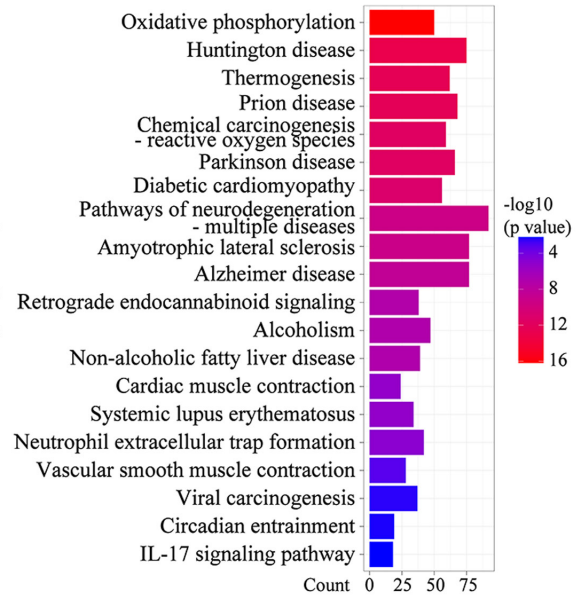 Oxidative phosphorylation
Huntington disease
Thermogenesis
Prion disease
Chemical carcinogenesis
- reactive oxygen species
Parkinson disease
Diabetic cardiomyopathy
Pathways of neurodegeneration
- multiple diseases
Amyotrophic lateral sclerosis
Alzheimer disease
Retrograde endocannabinoid signaling
Alcoholism
Non-alcoholic fatty liver disease
Cardiac muscle contraction
Systemic lupus erythematosus
Neutrophil extracellular trap formation
Vascular smooth muscle contraction
Viral carcinogenesis
Circadian entrainment
IL-17 signaling pathway
Count 0 25 50 75
-log10
(p value)
4
8
12
16